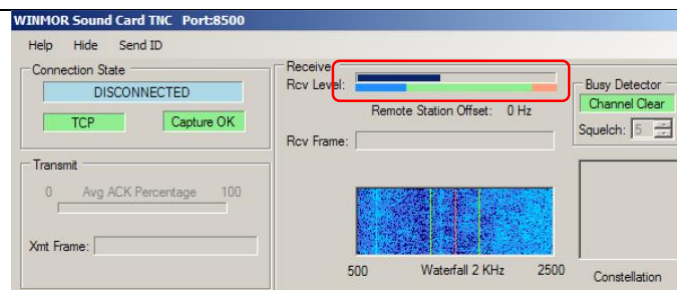 WINMOR Sound Card TNC Port:8500
Help Hide Send ID
Connection State
DISCONNECTED
TCP Capture OK
Transmit
0 Avg ACK Percentage 100
Xmt Frame:
Receive
Rcv Level:
Remote Station Offset: 0 Hz
Rcv Frame:
500 Waterfall 2 KHz 2500
Busy Detector
Channel Clear
Squelch: 5
Constellation